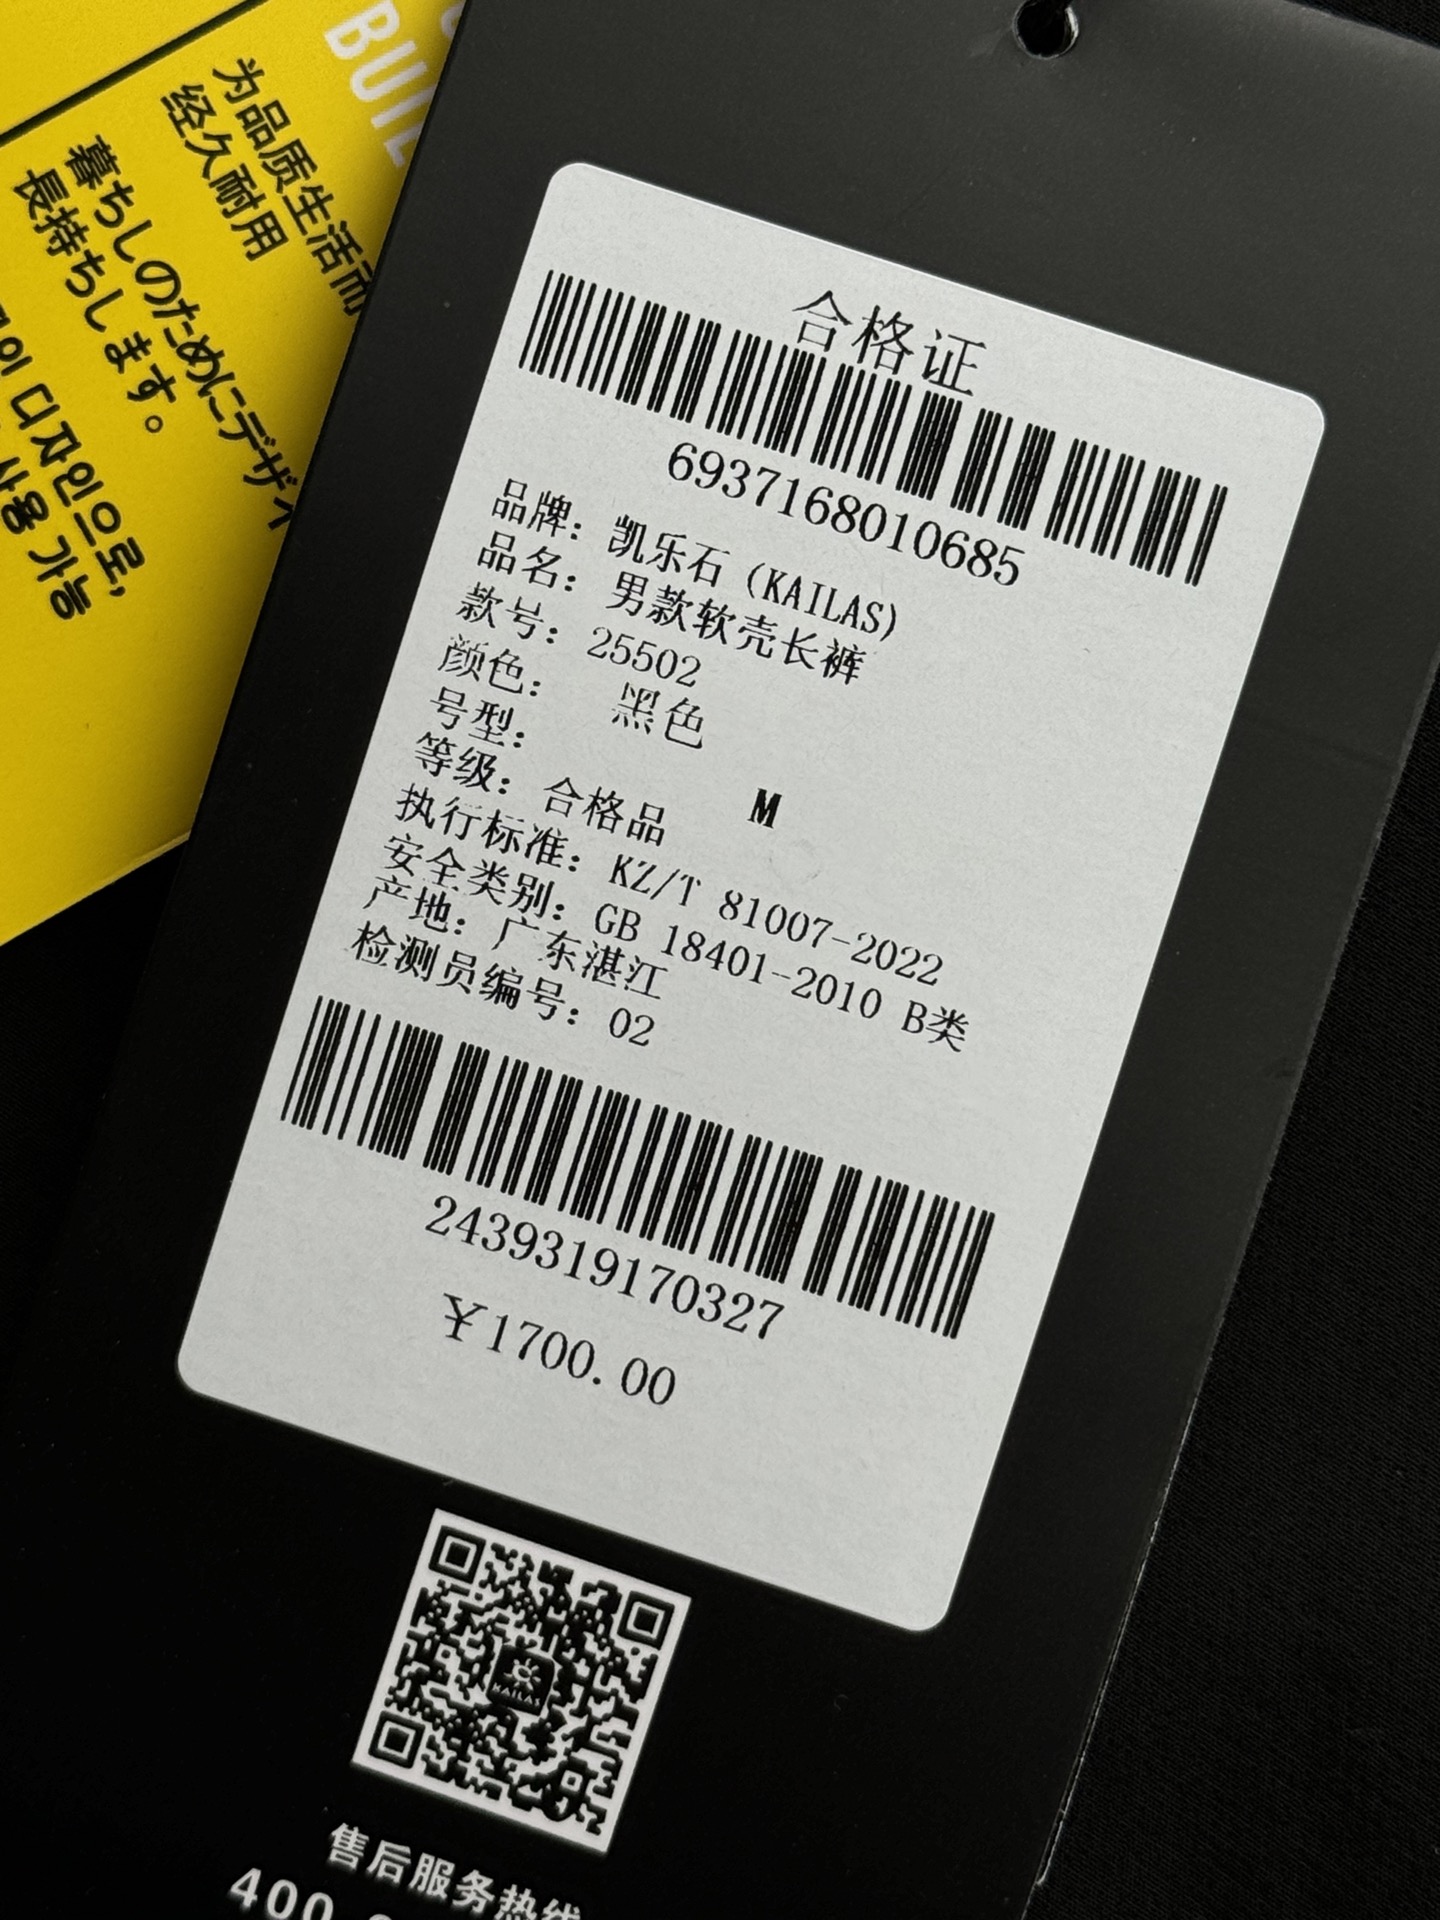 BUIL
为品质生活而
经久耐用
暮らしのためにデザイ
長持ちします。
디자인으로,
사용 가능
合格证
6937168010685
品牌: 凯乐石 (KAILAS)
品名: 男款软壳长裤
款号: 25502
颜色: 黑色
号型: M
等级: 合格品
执行标准: KZ/T 81007-2022
安全类别: GB 18401-2010 B类
产地: 广东湛江
检测员编号: 02
2439319170327
¥1700.00
KAILAS
售后服务热线
400